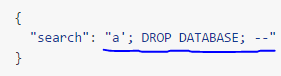 {
"search": "a'; DROP DATABASE; --"
}